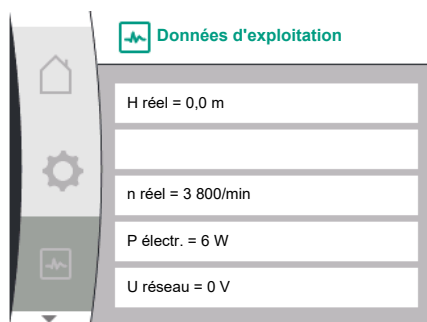 Données d'exploitation
H réel = 0,0 m
n réel = 3 800/min
P électr. = 6 W
U réseau = 0 V